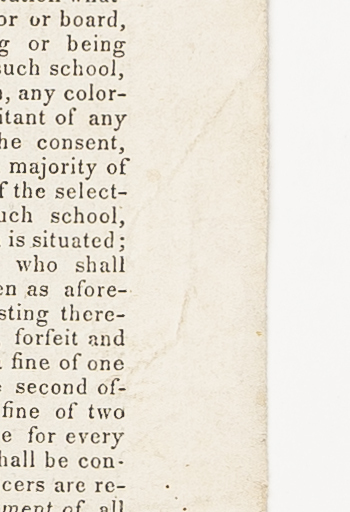 or or board,
g or being
such school,
, any color-
itant of any
he consent,
majority of
f the select-
uch school,
is situated;
who shall
en as afore-
sting there-
forfeit and
fine of one
second of-
fine of two
e for every
hall be con-
cers are re-
ment of all